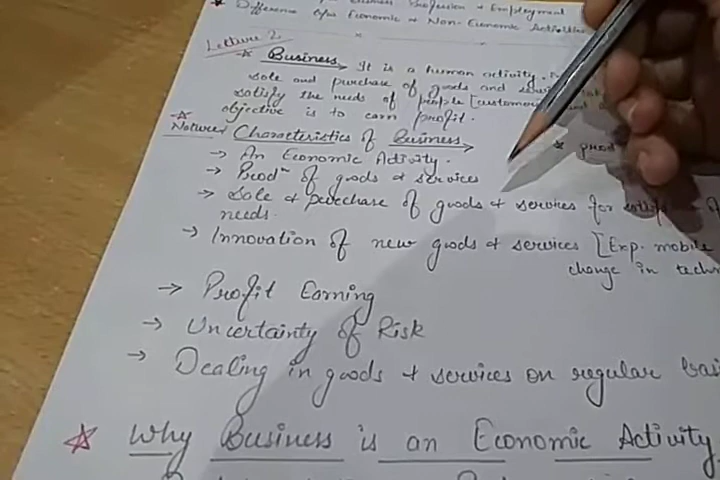 Difference b/w Economic & Non-Economic Activities
Lecture 2
Business → It is a human activity.
sale and purchase of goods and
satisfy the needs of people [customers
objective is to earn profit.
Nature/ Characteristics of Business →
→ An Economic Activity.
→ Prodn of goods & services
→ Sale & purchase of goods & services for
needs.
→ Innovation of new goods & services [Exp. mobile
change in techn
→ Profit Earning
→ Uncertainty of Risk
→ Dealing in goods & services on regular basi
Why Business is an Economic Activity